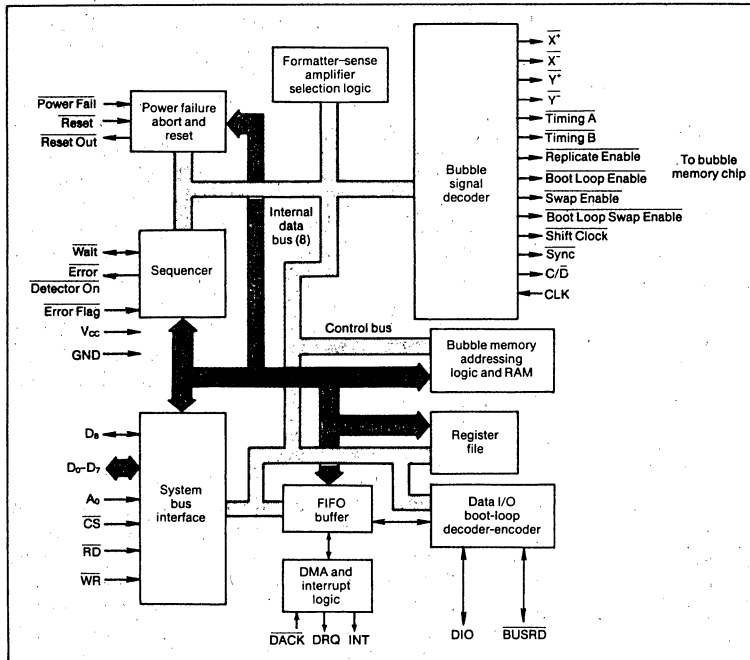 Formatter–sense
amplifier
selection logic
Power Fail
Reset
Reset Out
Power failure
abort and
reset
Bubble
signal
decoder
X+
X-
Y+
Y-
Timing A
Timing B
Replicate Enable
Boot Loop Enable
Swap Enable
Boot Loop Swap Enable
Shift Clock
Sync
C/D
CLK
To bubble
memory chip
Internal
data
bus (8)
Wait
Error
Detector On
Error Flag
VCC
GND
Sequencer
Control bus
Bubble memory
addressing
logic and RAM
Register
file
D8
D0-D7
A0
CS
RD
WR
System
bus
interface
FIFO
buffer
Data I/O
boot-loop
decoder-encoder
DMA and
interrupt
logic
DACK DRQ INT
DIO
BUSRD